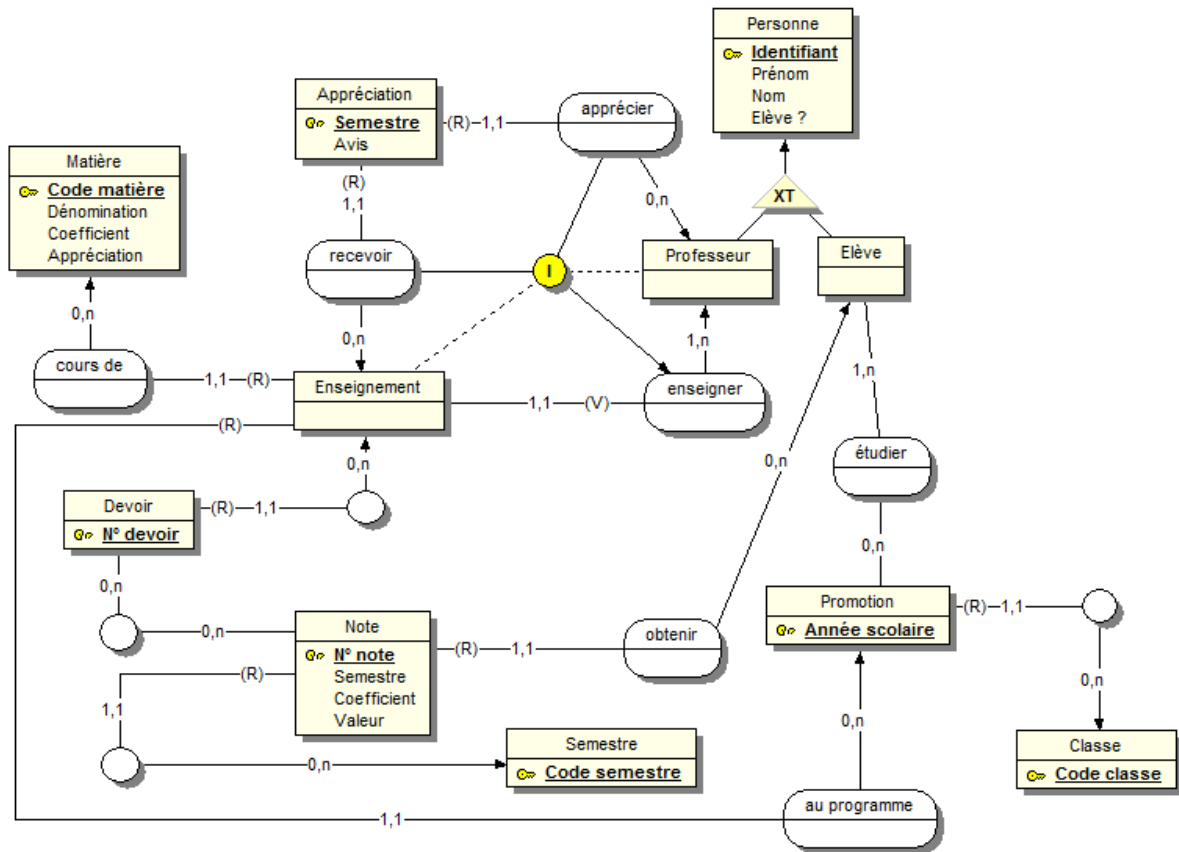 Personne
Identifiant
Prénom
Nom
Elève ?
Appréciation
Semestre
Avis
(R)
1,1
apprécier
Matière
Code matière
Dénomination
Coefficient
Appréciation
(R)
1,1
0,n
XT
recevoir
I
Professeur
Elève
0,n
0,n
1,n
cours de
1,1
(R)
Enseignement
1,1
(V)
enseigner
1,n
(R)
0,n
0,n
étudier
Devoir
N° devoir
(R)
1,1
0,n
0,n
Promotion
Année scolaire
(R)
1,1
0,n
Note
N° note
Semestre
Coefficient
Valeur
(R)
1,1
obtenir
(R)
1,1
0,n
0,n
0,n
Semestre
Code semestre
Classe
Code classe
1,1
au programme